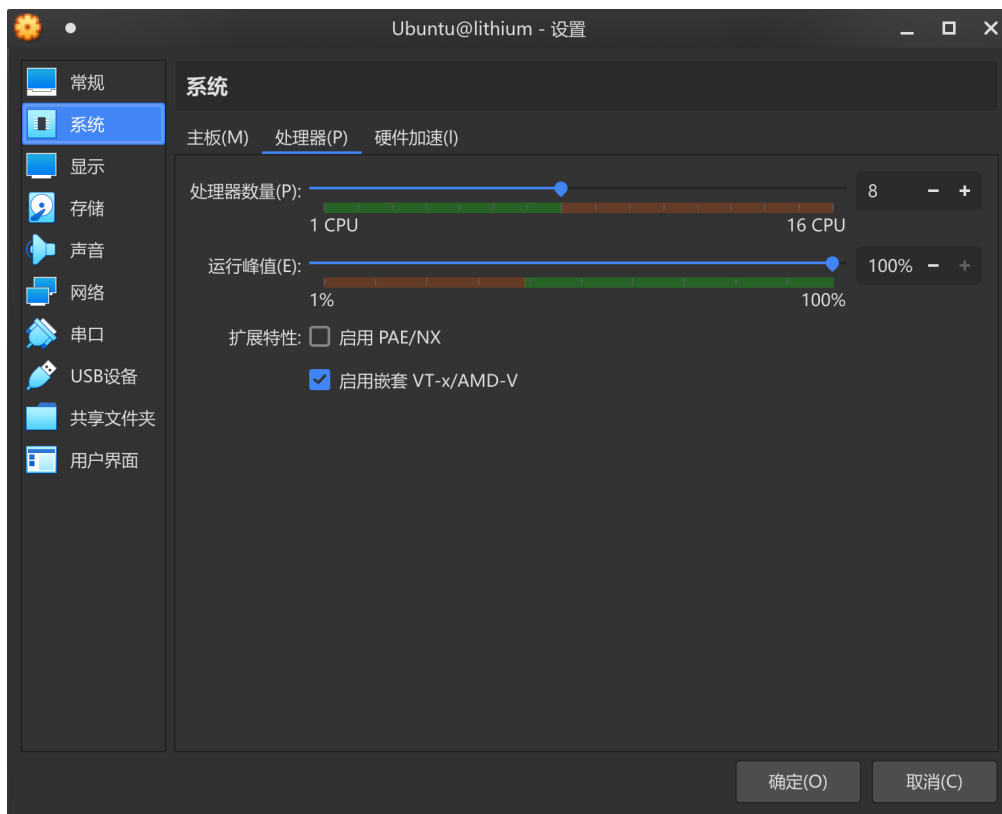 Ubuntu@lithium - 设置
常规
系统
显示
存储
声音
网络
串口
USB设备
共享文件夹
用户界面
系统
主板(M) 处理器(P) 硬件加速(l)
处理器数量(P): 8
1 CPU 16 CPU
运行峰值(E): 100%
1% 100%
扩展特性: 启用 PAE/NX
启用嵌套 VT-x/AMD-V
确定(O) 取消(C)